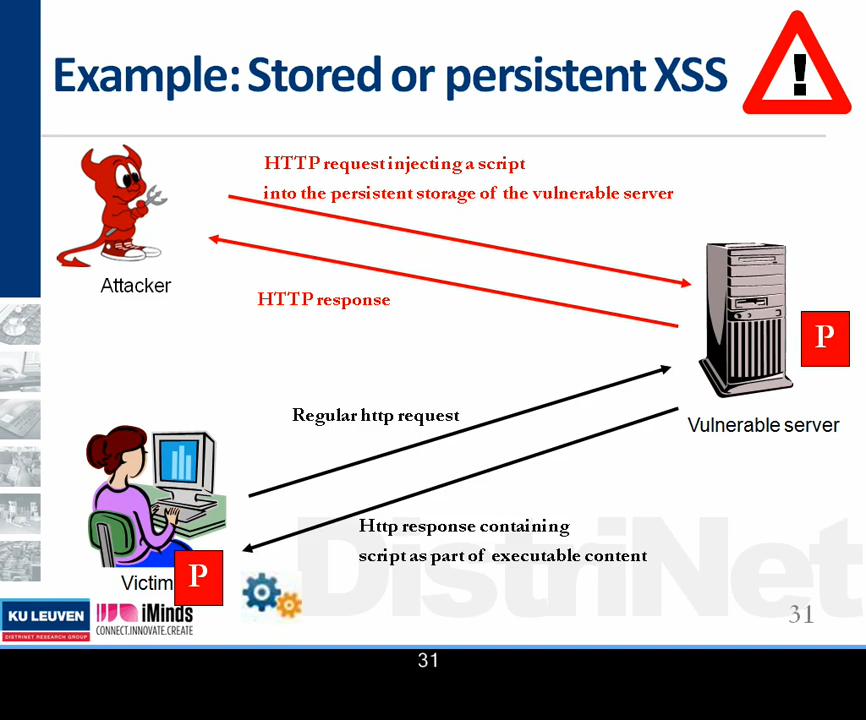 Example: Stored or persistent XSS
!
HTTP request injecting a script
into the persistent storage of the vulnerable server
Attacker
HTTP response
P
Regular http request
Vulnerable server
Http response containing
script as part of executable content
Victim
P
DistriNet
KU LEUVEN
DISTRINET RESEARCH GROUP
iMinds
CONNECT.INNOVATE.CREATE
31
31